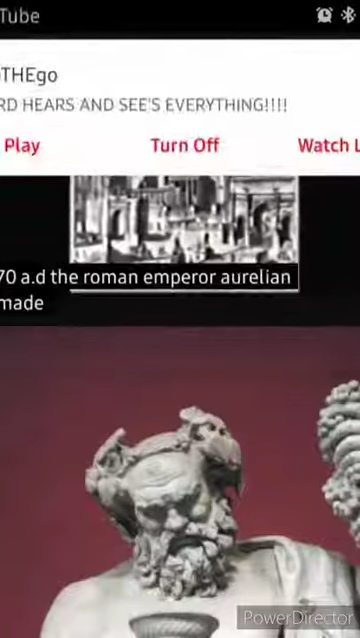 Tube
THEgo
RD HEARS AND SEE'S EVERYTHING!!!!
Play Turn Off Watch L
70 a.d the roman emperor aurelian
made
PowerDirector